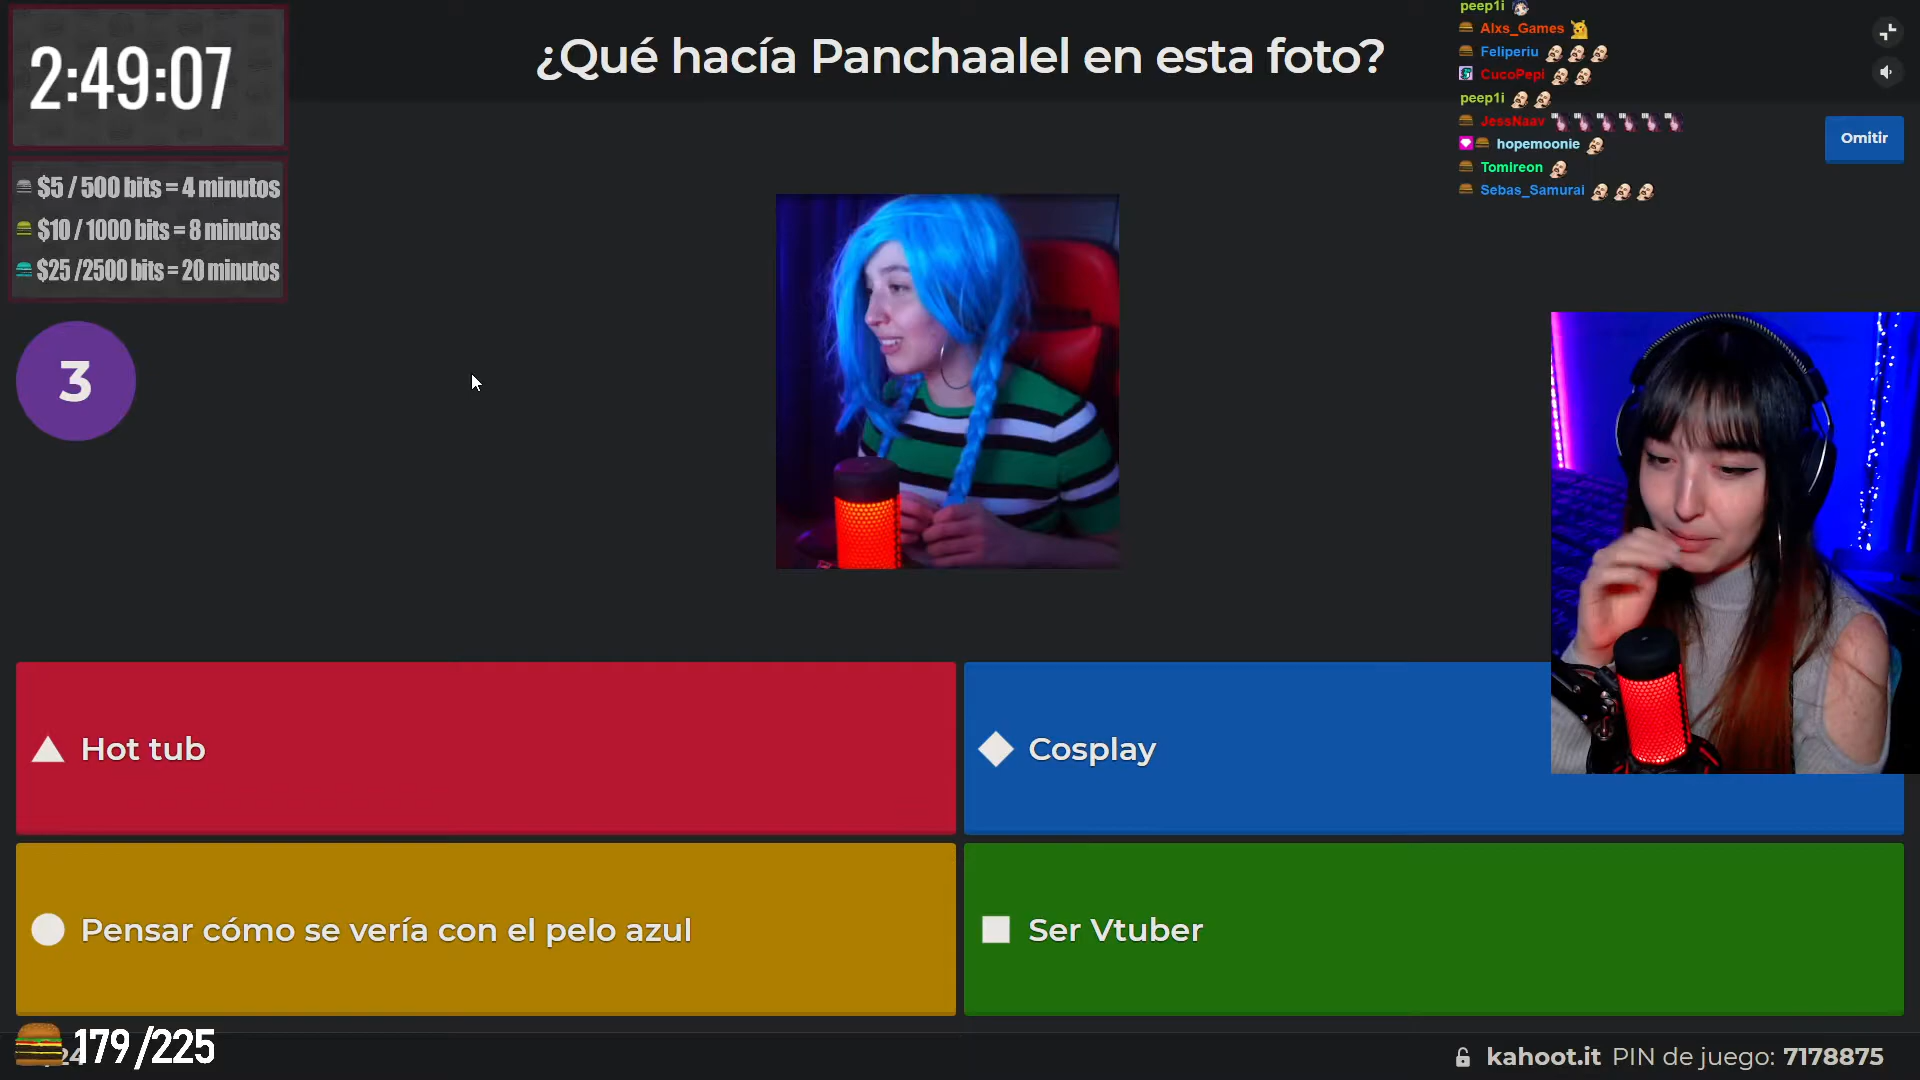 2:49:07
$5 / 500 bits = 4 minutos
$10 / 1000 bits = 8 minutos
$25 /2500 bits = 20 minutos
¿Qué hacía Panchaalel en esta foto?
peep1i
Alxs_Games
Feliperiu
CucoPepi
peep1i
JessNaav
hopemoonie
Tomireon
Sebas_Samurai
Omitir
3
Hot tub
Cosplay
Pensar cómo se vería con el pelo azul
Ser Vtuber
179/225
kahoot.it PIN de juego: 7178875